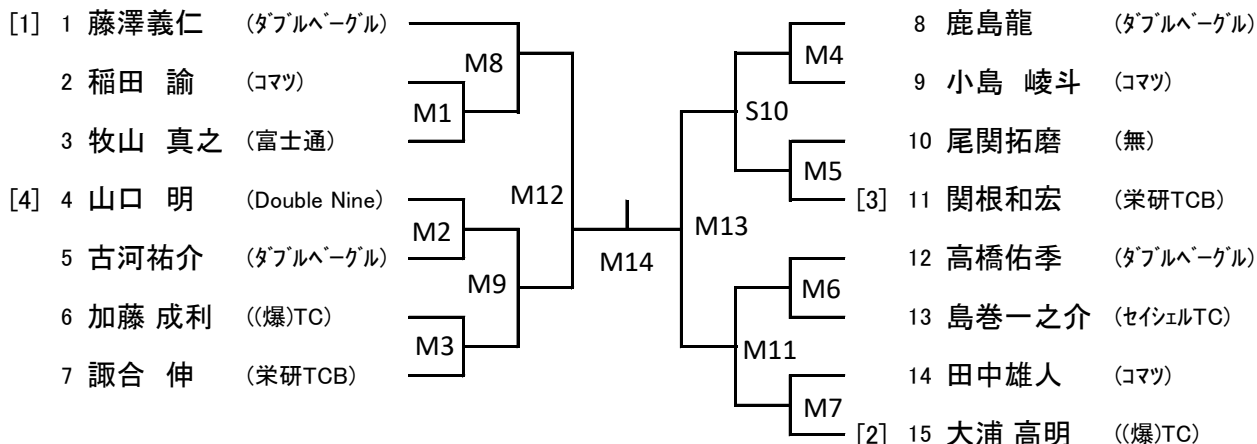 [1] 1 藤澤義仁 (ﾀﾞﾌﾞﾙﾍﾞｰｸﾞﾙ)
2 稲田 諭 (コマツ)
3 牧山 真之 (富士通)
[4] 4 山口 明 (Double Nine)
5 古河祐介 (ﾀﾞﾌﾞﾙﾍﾞｰｸﾞﾙ)
6 加藤 成利 ((爆)TC)
7 諏合 伸 (栄研TCB)
M8
M1
M12
M2
M9
M3
M14
M4
S10
M5
M13
M6
M11
M7
8 鹿島龍 (ﾀﾞﾌﾞﾙﾍﾞｰｸﾞﾙ)
9 小島 崚斗 (コマツ)
10 尾関拓磨 (無)
[3] 11 関根和宏 (栄研TCB)
12 高橋佑季 (ﾀﾞﾌﾞﾙﾍﾞｰｸﾞﾙ)
13 島巻一之介 (セイシェルTC)
14 田中雄人 (コマツ)
[2] 15 大浦 高明 ((爆)TC)